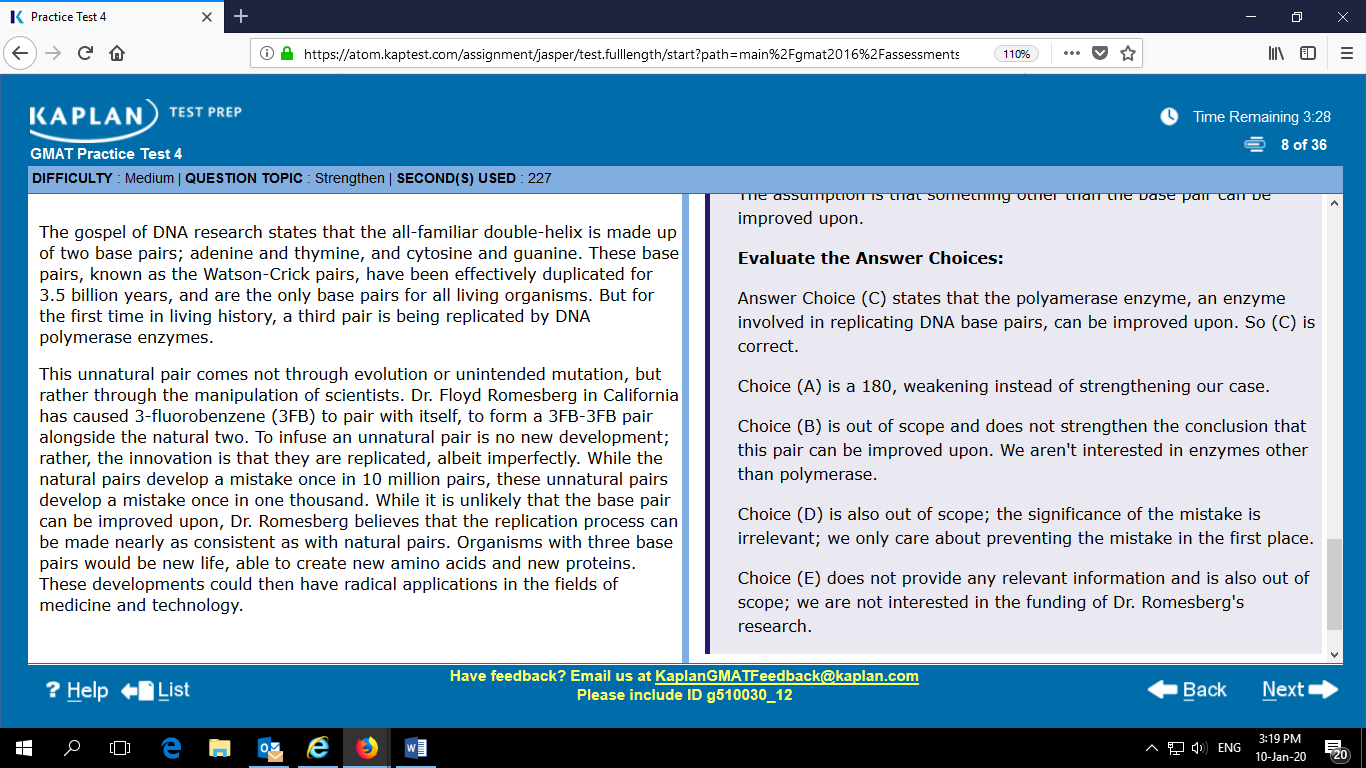 Practice Test 4
https://atom.kaptest.com/assignment/jasper/test.fulllength/start?path=main%2Fgmat2016%2Fassessments
110%
KAPLAN TEST PREP
Time Remaining 3:28
GMAT Practice Test 4
8 of 36
DIFFICULTY : Medium | QUESTION TOPIC : Strengthen | SECOND(S) USED : 227
The gospel of DNA research states that the all-familiar double-helix is made up
of two base pairs; adenine and thymine, and cytosine and guanine. These base
pairs, known as the Watson-Crick pairs, have been effectively duplicated for
3.5 billion years, and are the only base pairs for all living organisms. But for
the first time in living history, a third pair is being replicated by DNA
polymerase enzymes.
This unnatural pair comes not through evolution or unintended mutation, but
rather through the manipulation of scientists. Dr. Floyd Romesberg in California
has caused 3-fluorobenzene (3FB) to pair with itself, to form a 3FB-3FB pair
alongside the natural two. To infuse an unnatural pair is no new development;
rather, the innovation is that they are replicated, albeit imperfectly. While the
natural pairs develop a mistake once in 10 million pairs, these unnatural pairs
develop a mistake once in one thousand. While it is unlikely that the base pair
can be improved upon, Dr. Romesberg believes that the replication process can
be made nearly as consistent as with natural pairs. Organisms with three base
pairs would be new life, able to create new amino acids and new proteins.
These developments could then have radical applications in the fields of
medicine and technology.
The assumption is that something other than the base pair can be
improved upon.
Evaluate the Answer Choices:
Answer Choice (C) states that the polyamerase enzyme, an enzyme
involved in replicating DNA base pairs, can be improved upon. So (C) is
correct.
Choice (A) is a 180, weakening instead of strengthening our case.
Choice (B) is out of scope and does not strengthen the conclusion that
this pair can be improved upon. We aren't interested in enzymes other
than polymerase.
Choice (D) is also out of scope; the significance of the mistake is
irrelevant; we only care about preventing the mistake in the first place.
Choice (E) does not provide any relevant information and is also out of
scope; we are not interested in the funding of Dr. Romesberg's
research.
? Help List
Have feedback? Email us at KaplanGMATFeedback@kaplan.com
Please include ID g510030_12
Back Next
ENG
3:19 PM
10-Jan-20
20